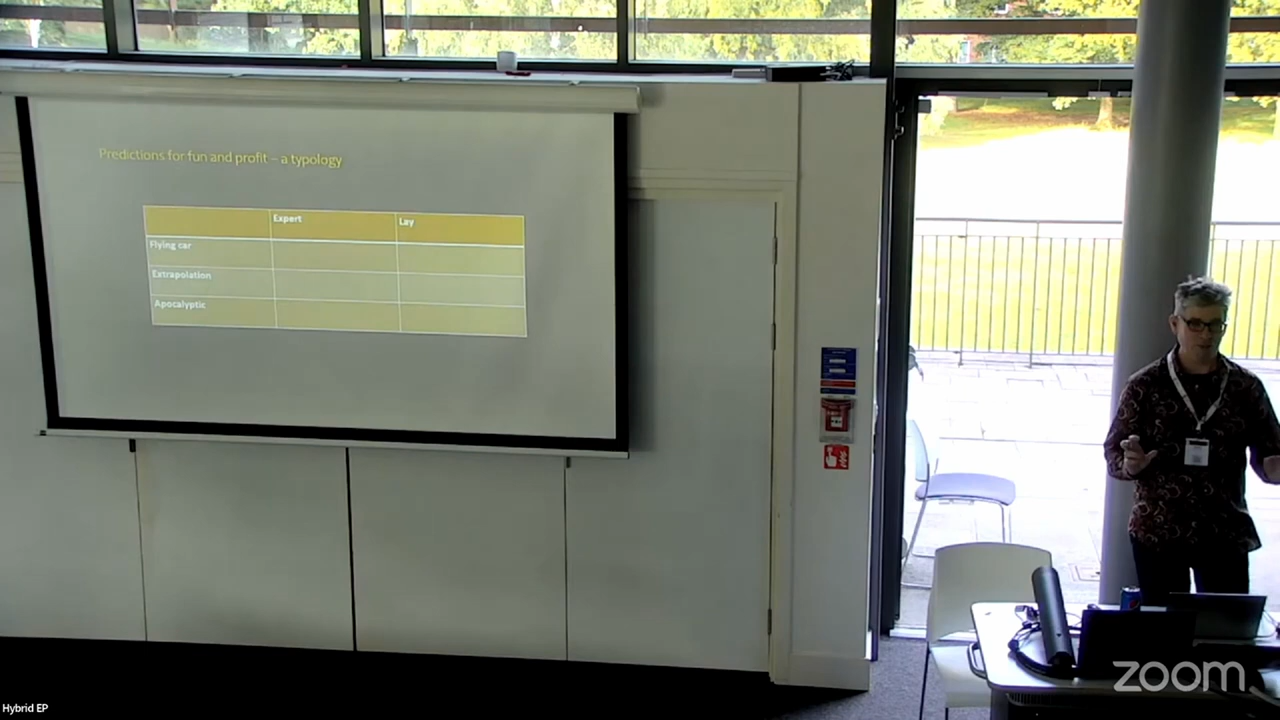 Predictions for fun and profit – a typology
Expert Lay
Flying car
Extrapolation
Apocalyptic
zoom
Hybrid EP